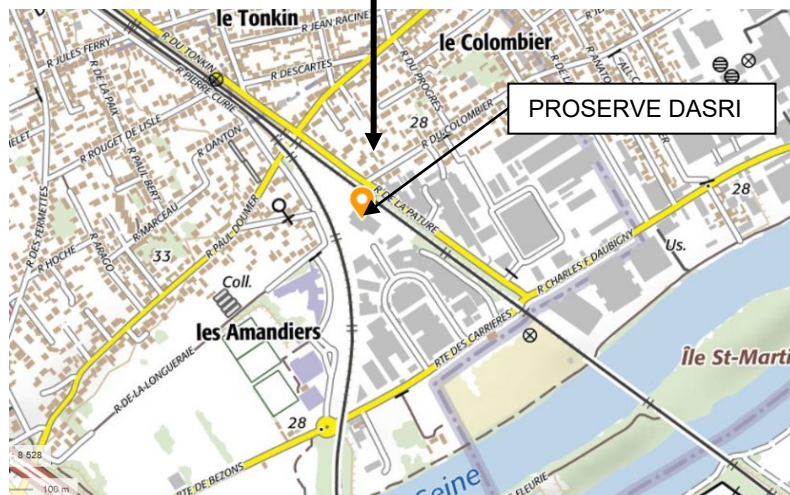 le Tonkin
R JEAN RACINE
le Colombier
R JULES FERRY
R DU TONKIN
R DE LA PAIX
R PIERRE CURIE
R DESCARTES
R DU PROGRES
PROSERVE DASRI
28
R DU COLOMBIER
R ROUGET DE LISLE
R DANTON
R PAUL BERT
R DES FERMETTES
R MARCEAU
R PAUL DOUMER
R DE LA PATURE
28
R HOCHE
R ARAGO
33
Us.
Coll.
R CHARLES F DAUBIGNY
les Amandiers
RTE DES CARRIÈRES
Île St-Marti
R-DE-LA-LONGUERAIE
28
8 528
100 m
RTE DE BEZONS
Seine
FLEURIE